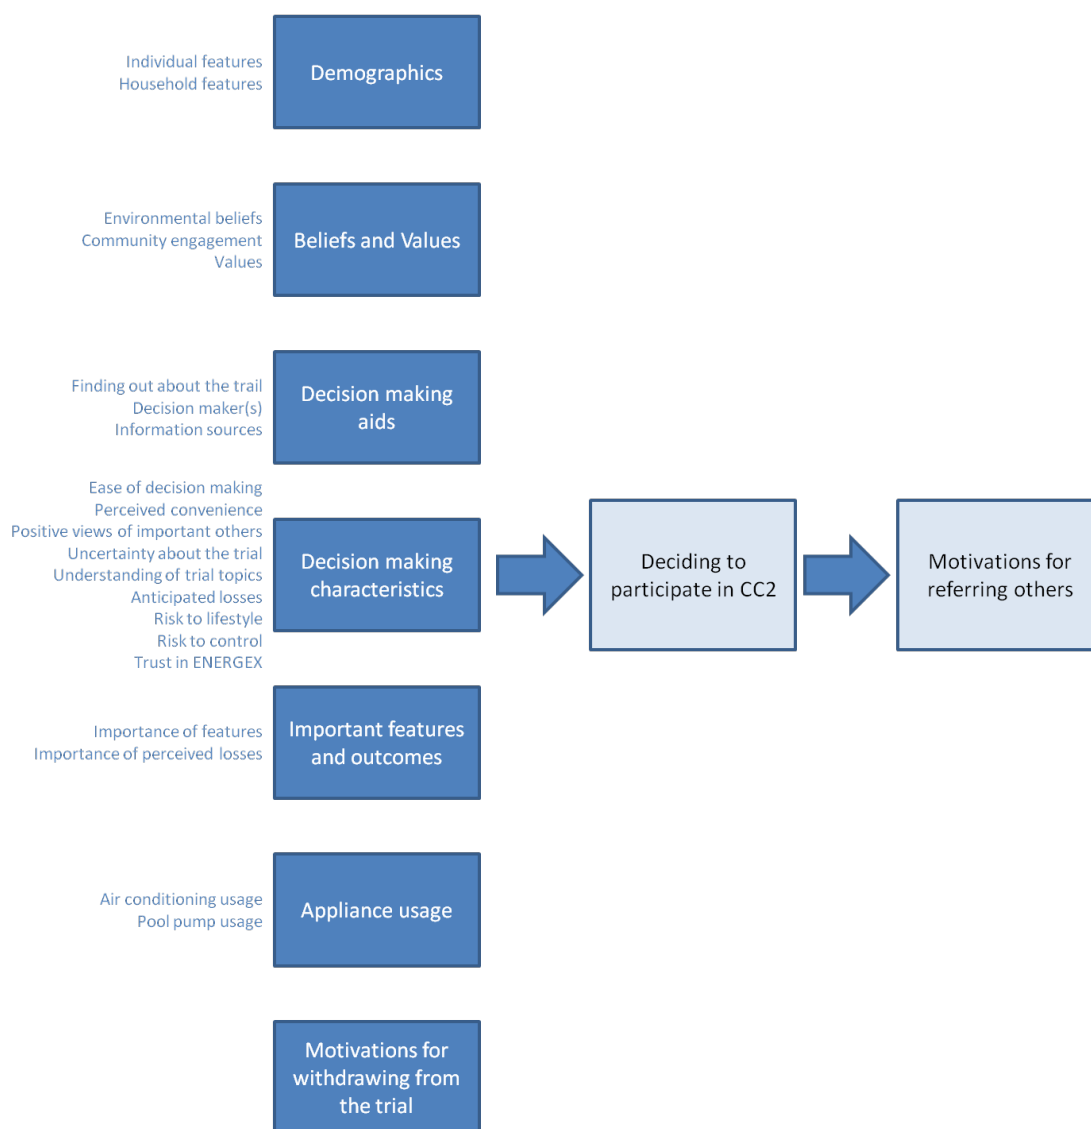 Individual features
Household features
Demographics
Environmental beliefs
Community engagement
Values
Beliefs and Values
Finding out about the trail
Decision maker(s)
Information sources
Decision making
aids
Ease of decision making
Perceived convenience
Positive views of important others
Uncertainty about the trial
Understanding of trial topics
Anticipated losses
Risk to lifestyle
Risk to control
Trust in ENERGEX
Decision making
characteristics
Deciding to
participate in CC2
Motivations for
referring others
Importance of features
Importance of perceived losses
Important features
and outcomes
Air conditioning usage
Pool pump usage
Appliance usage
Motivations for
withdrawing from
the trial